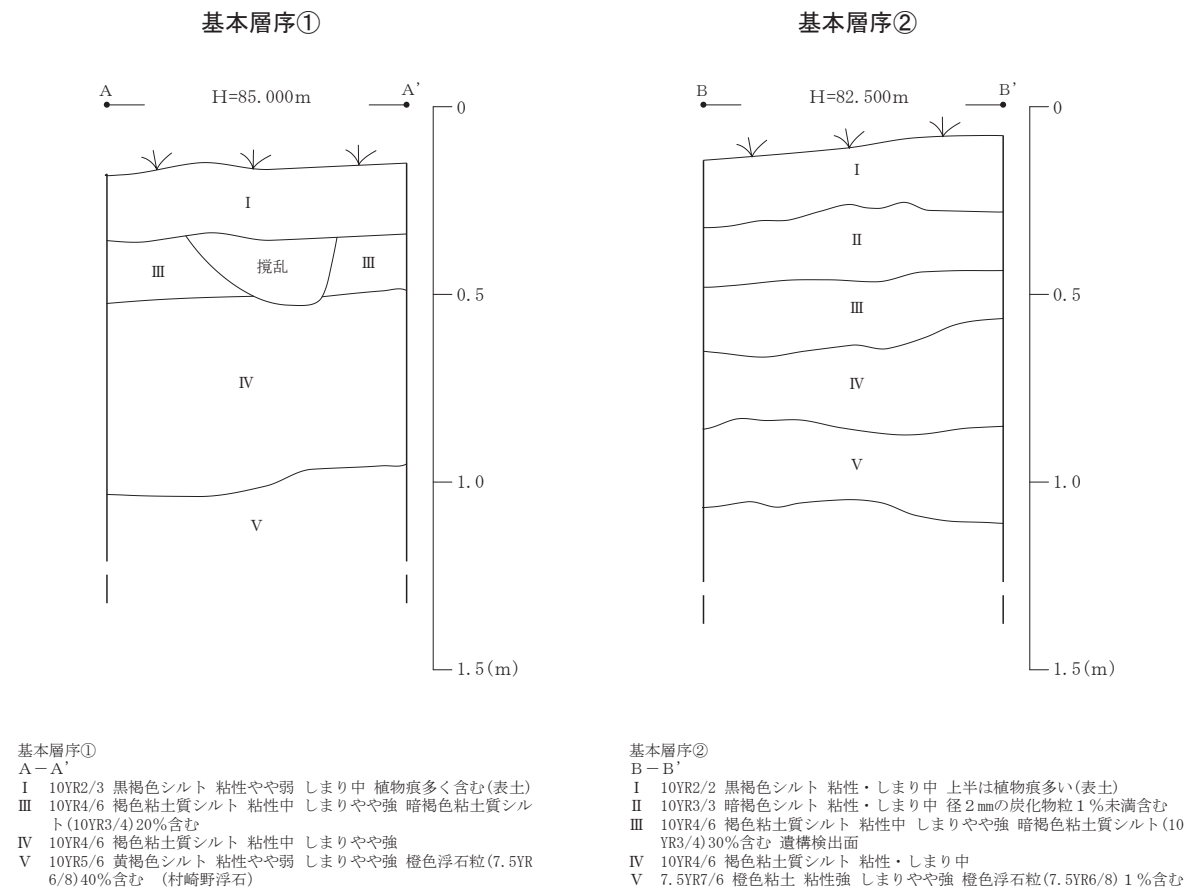 基本層序①
A
H=85.000m
A'
0
Ⅰ
Ⅲ
撹乱
Ⅲ
0.5
Ⅳ
1.0
Ⅴ
1.5(m)
基本層序②
B
H=82.500m
B'
0
Ⅰ
Ⅱ
Ⅲ
0.5
Ⅳ
Ⅴ
1.0
1.5(m)
基本層序①
A-A'
Ⅰ 10YR2/3 黒褐色シルト 粘性やや弱 しまり中 植物痕多く含む(表土)
Ⅲ 10YR4/6 褐色粘土質シルト 粘性中 しまりやや強 暗褐色粘土質シル
ト(10YR3/4)20%含む
Ⅳ 10YR4/6 褐色粘土質シルト 粘性中 しまりやや強
Ⅴ 10YR5/6 黄褐色シルト 粘性やや弱 しまりやや強 橙色浮石粒(7.5YR
6/8)40%含む (村崎野浮石)
基本層序②
B-B'
Ⅰ 10YR2/2 黒褐色シルト 粘性・しまり中 上半は植物痕多い(表土)
Ⅱ 10YR3/3 暗褐色シルト 粘性・しまり中 径2㎜の炭化物粒1%未満含む
Ⅲ 10YR4/6 褐色粘土質シルト 粘性中 しまりやや強 暗褐色粘土質シルト(10
YR3/4)30%含む 遺構検出面
Ⅳ 10YR4/6 褐色粘土質シルト 粘性・しまり中
Ⅴ 7.5YR7/6 橙色粘土 粘性強 しまりやや強 橙色浮石粒(7.5YR6/8)1%含む